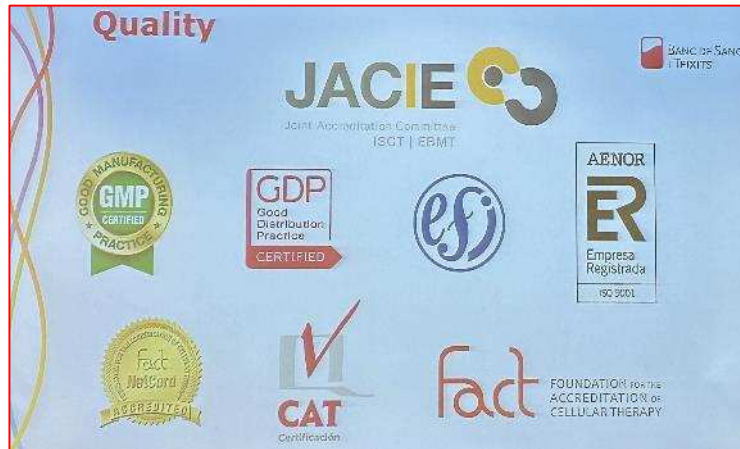 Quality
BANC DE SANG
I TEIXITS
JACIE
Joint Accreditation Committee
ISCT | EBMT
GOOD MANUFACTURING
GMP
CERTIFIED
PRACTICE
GDP
Good
Distribution
Practice
CERTIFIED
efi
AENOR
ER
Empresa
Registrada
ISO 9001
fact
NetCord
ACCREDITED
CAT
Certificación
fact
FOUNDATION FOR THE
ACCREDITATION OF
CELLULAR THERAPY